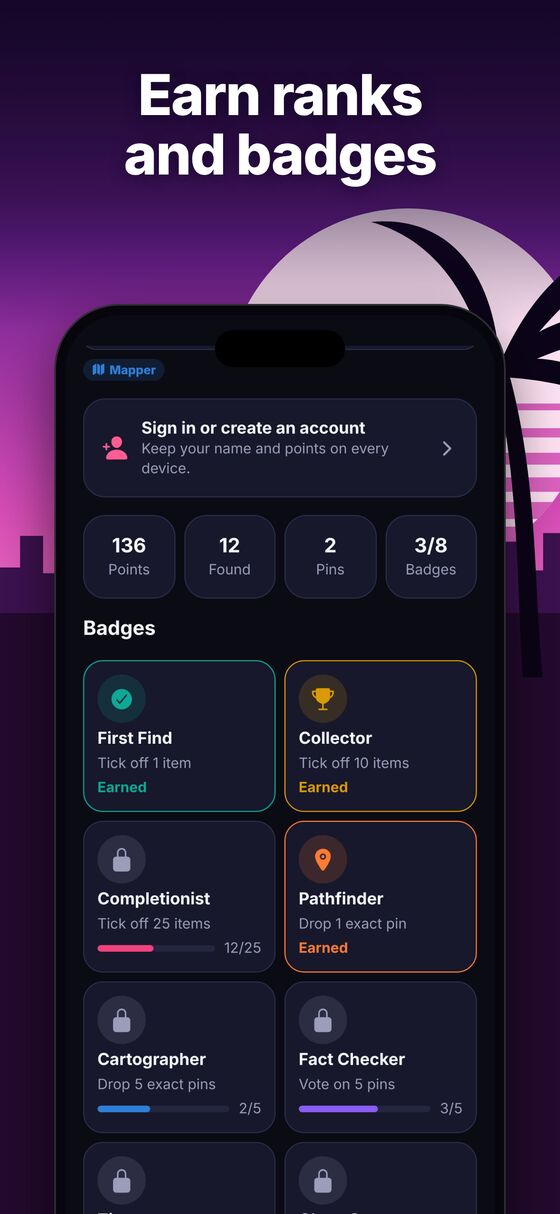 Earn ranks
and badges
Mapper
Sign in or create an account
Keep your name and points on every
device.
136
Points
12
Found
2
Pins
3/8
Badges
Badges
First Find
Tick off 1 item
Earned
Collector
Tick off 10 items
Earned
Completionist
Tick off 25 items
12/25
Pathfinder
Drop 1 exact pin
Earned
Cartographer
Drop 5 exact pins
2/5
Fact Checker
Vote on 5 pins
3/5